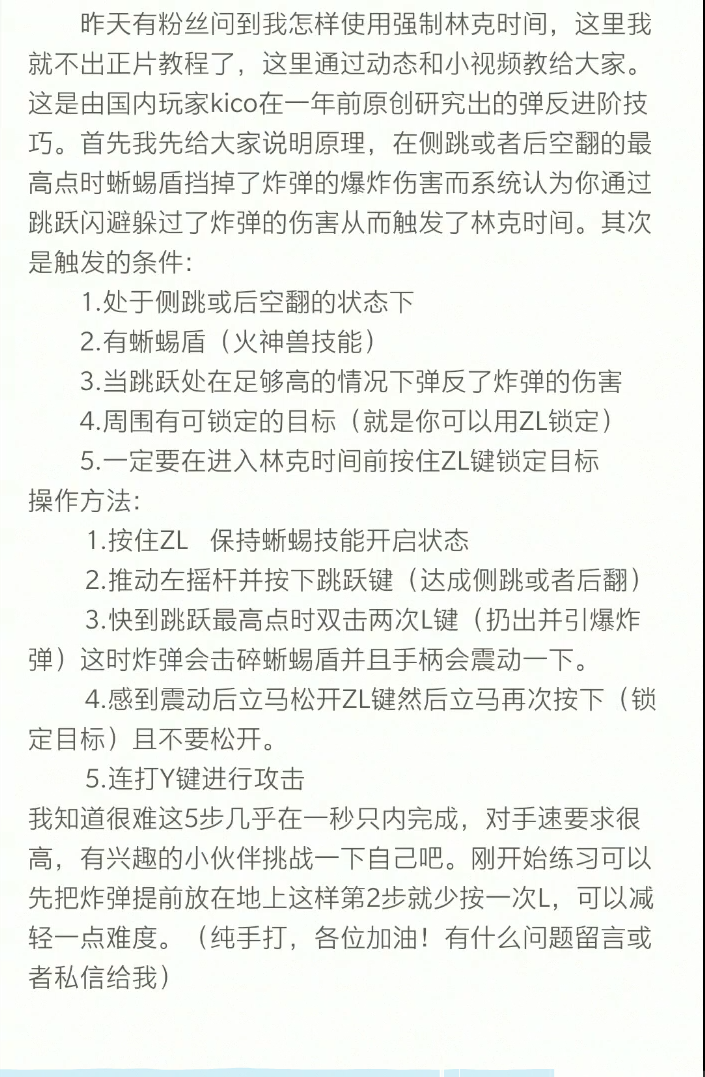 昨天有粉丝问到我怎样使用强制林克时间，这里我
就不出正片教程了，这里通过动态和小视频教给大家。
这是由国内玩家kico在一年前原创研究出的弹反进阶技
巧。首先我先给大家说明原理，在侧跳或者后空翻的最
高点时蜥蜴盾挡掉了炸弹的爆炸伤害而系统认为你通过
跳跃闪避躲过了炸弹的伤害从而触发了林克时间。其次
是触发的条件：
1.处于侧跳或后空翻的状态下
2.有蜥蜴盾（火神兽技能）
3.当跳跃处在足够高的情况下弹反了炸弹的伤害
4.周围有可锁定的目标（就是你可以用ZL锁定）
5.一定要在进入林克时间前按住ZL键锁定目标
操作方法：
1.按住ZL 保持蜥蜴技能开启状态
2.推动左摇杆并按下跳跃键（达成侧跳或者后翻）
3.快到跳跃最高点时双击两次L键（扔出并引爆炸
弹）这时炸弹会击碎蜥蜴盾并且手柄会震动一下。
4.感到震动后立马松开ZL键然后立马再次按下（锁
定目标）且不要松开。
5.连打Y键进行攻击
我知道很难这5步几乎在一秒只内完成，对手速要求很
高，有兴趣的小伙伴挑战一下自己吧。刚开始练习可以
先把炸弹提前放在地上这样第2步就少按一次L，可以减
轻一点难度。（纯手打，各位加油！有什么问题留言或
者私信给我）